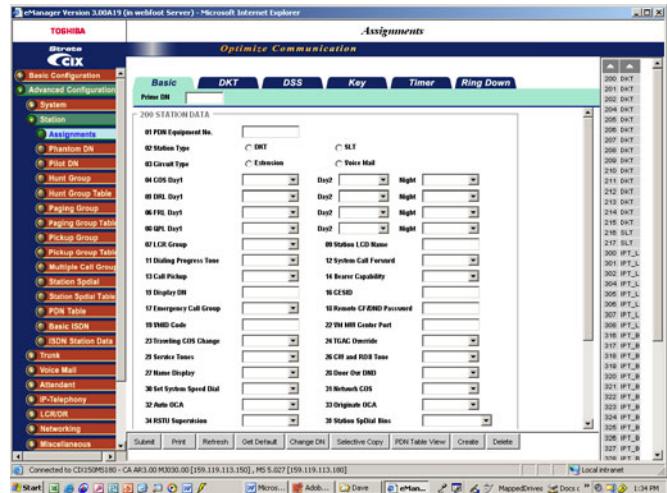 eManager Version 3.00A19 (in webfoot Server) - Microsoft Internet Explorer
TOSHIBA
Assignments
Strata
CIX
Optimize Communication
Basic Configuration
Advanced Configuration
System
Station
Assignments
Phantom DN
Pilot DN
Hunt Group
Hunt Group Table
Paging Group
Paging Group Table
Pickup Group
Pickup Group Table
Multiple Call Group
Station Spdial
Station Spdial Table
PDN Table
Basic ISDN
ISDN Station Data
Trunk
Voice Mail
Attendant
IP-Telephony
LCR/DR
Networking
Miscellaneous
Basic DKT DSS Key Timer Ring Down
Prime DN
200 STATION DATA
01 PDN Equipment No.
02 Station Type DKT SLT
03 Circuit Type Extension Voice Mail
04 COS Day1 Day2 Night
05 DRL Day1 Day2 Night
06 FRL Day1 Day2 Night
08 QPL Day1 Day2 Night
07 LCR Group 09 Station LCD Name
11 Dialing Progress Tone 12 System Call Forward
13 Call Pickup 14 Bearer Capability
15 Display DN 16 CESID
17 Emergency Call Group 18 Remote CF/DND Password
19 VMID Code 22 VM MW Center Port
23 Traveling COS Change 24 TGAC Override
25 Service Tones 26 CW and RDB Tone
27 Name Display 28 Door Ovr DND
30 Set System Speed Dial 31 Network COS
32 Auto OCA 33 Originate OCA
34 RSTU Supervision 39 Station SpDial Bins
Submit Print Refresh Get Default Change DN Selective Copy PDN Table View Create Delete
200 DKT
201 DKT
202 DKT
204 DKT
205 DKT
206 DKT
207 DKT
208 DKT
209 DKT
210 DKT
211 DKT
212 DKT
213 DKT
214 DKT
215 DKT
216 SLT
217 SLT
300 IPT_L
301 IPT_L
302 IPT_L
304 IPT_L
305 IPT_L
306 IPT_L
307 IPT_L
308 IPT_L
316 IPT_B
317 IPT_B
318 IPT_B
319 IPT_B
320 IPT_B
321 IPT_B
322 IPT_B
323 IPT_B
324 IPT_B
325 IPT_B
326 IPT_B
327 IPT_B
Connected to CIX150MS180 - CA AR3.00 M3030.00 [159.119.113.150] , MS 5.027 [159.119.113.180]
Local intranet
Start Micros... Adob... Dave eMan... MappedDrives 1:34 PM